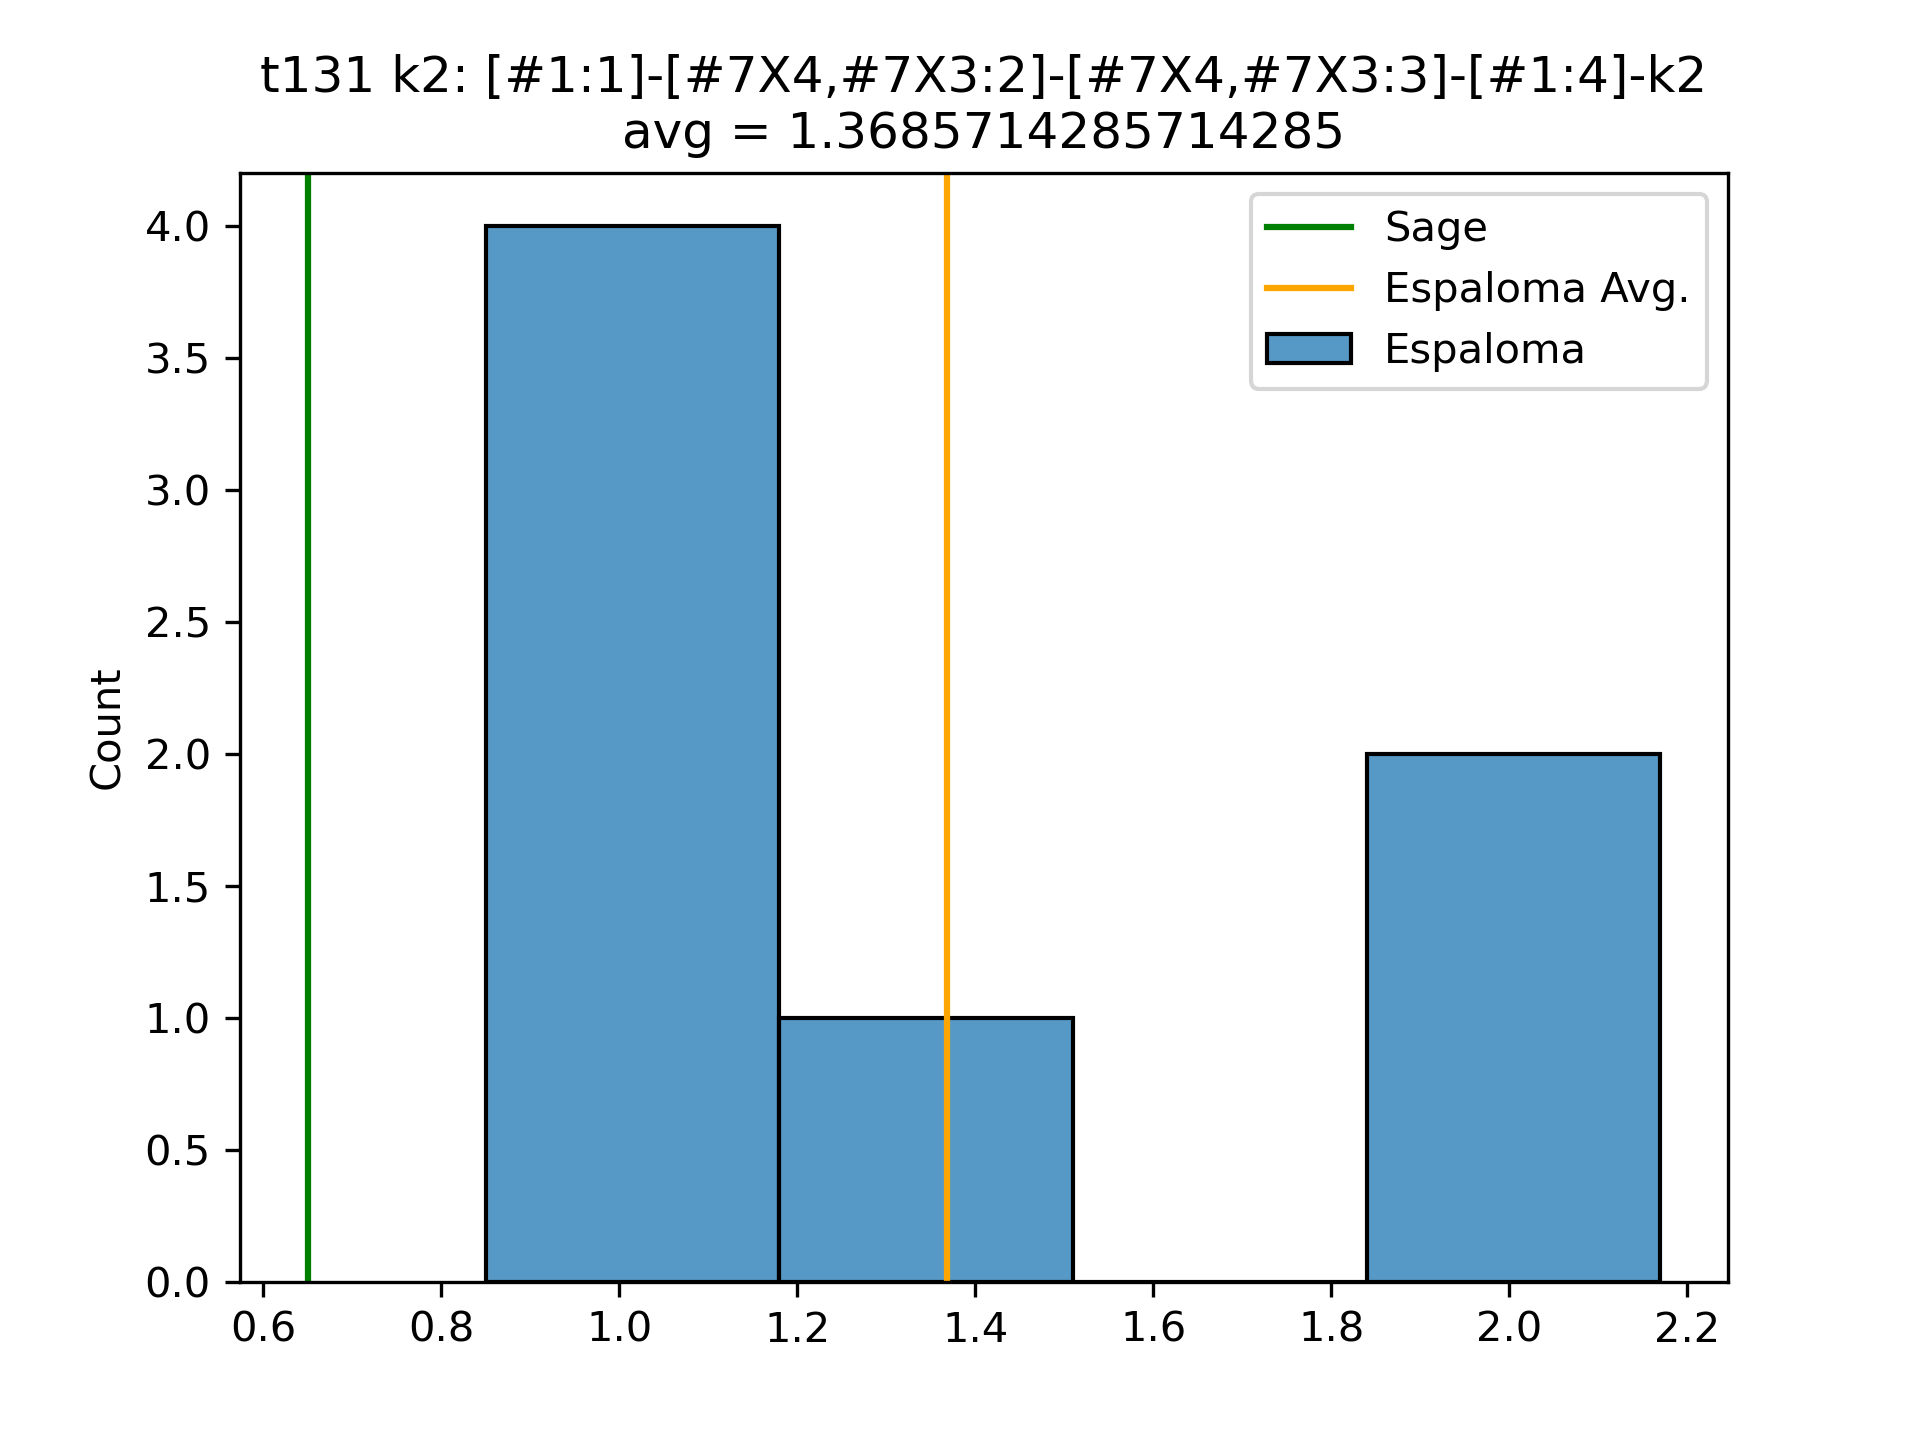 t131 k2: [#1:1]-[#7X4,#7X3:2]-[#7X4,#7X3:3]-[#1:4]-k2
avg = 1.3685714285714285
Sage
Espaloma Avg.
Espaloma
Count
4.0
3.5
3.0
2.5
2.0
1.5
1.0
0.5
0.0
0.6 0.8 1.0 1.2 1.4 1.6 1.8 2.0 2.2